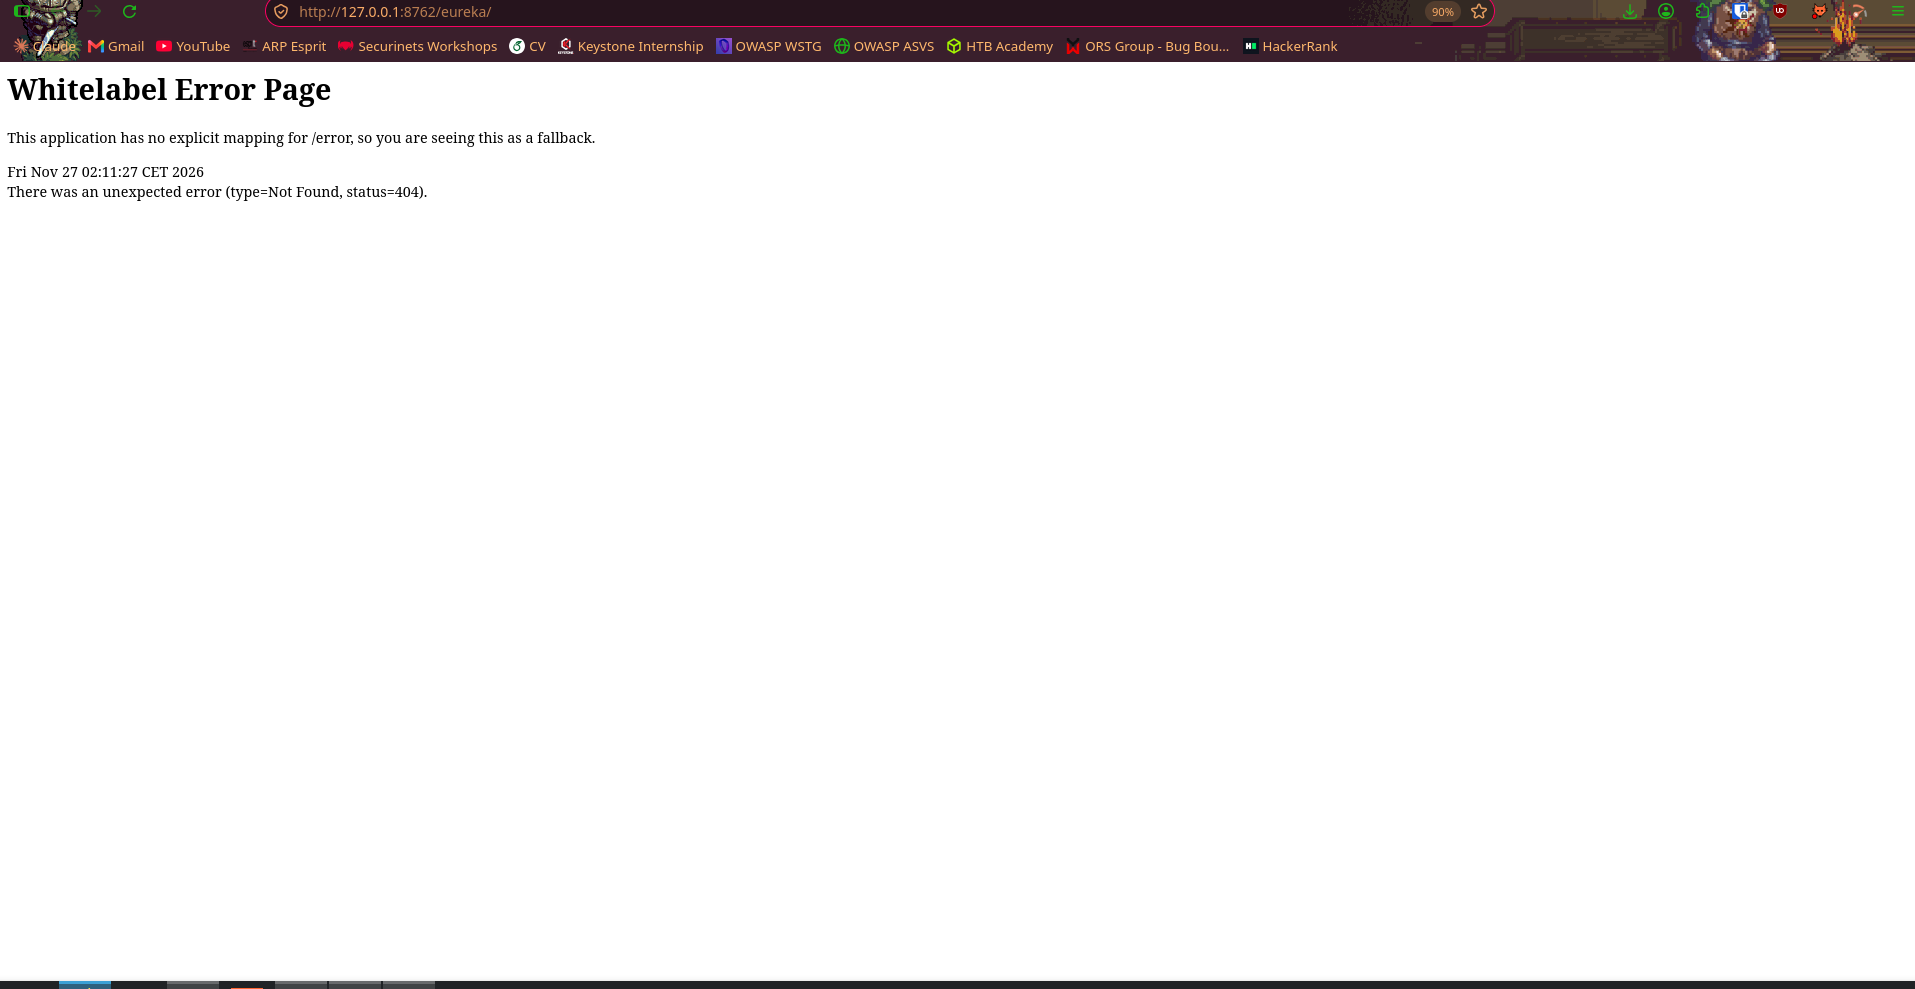 http://127.0.0.1:8762/eureka/
90%
Claude Gmail YouTube ARP Esprit Securinets Workshops CV Keystone Internship OWASP WSTG OWASP ASVS HTB Academy ORS Group - Bug Bou... HackerRank
Whitelabel Error Page
This application has no explicit mapping for /error, so you are seeing this as a fallback.
Fri Nov 27 02:11:27 CET 2026
There was an unexpected error (type=Not Found, status=404).